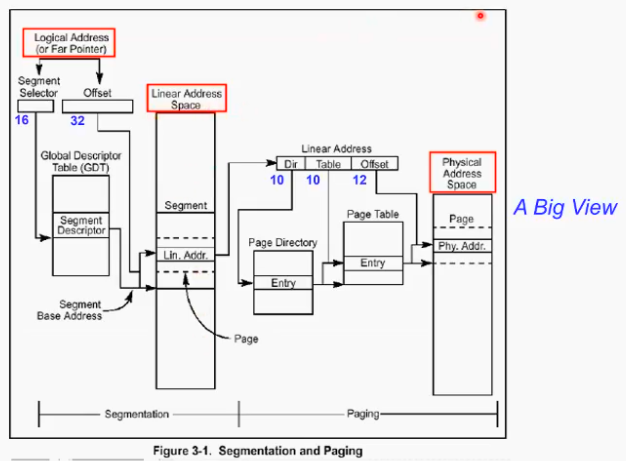 Logical Address
(or Far Pointer)
Segment
Selector
Offset
16
32
Linear Address
Space
Global Descriptor
Table (GDT)
Segment
Descriptor
Segment
Lin. Addr.
Segment
Base Address
Page
Linear Address
Dir
Table
Offset
10
10
12
Page Directory
Entry
Page Table
Entry
Physical
Address
Space
Page
Phy. Addr.
A Big View
Segmentation
Paging
Figure 3-1. Segmentation and Paging